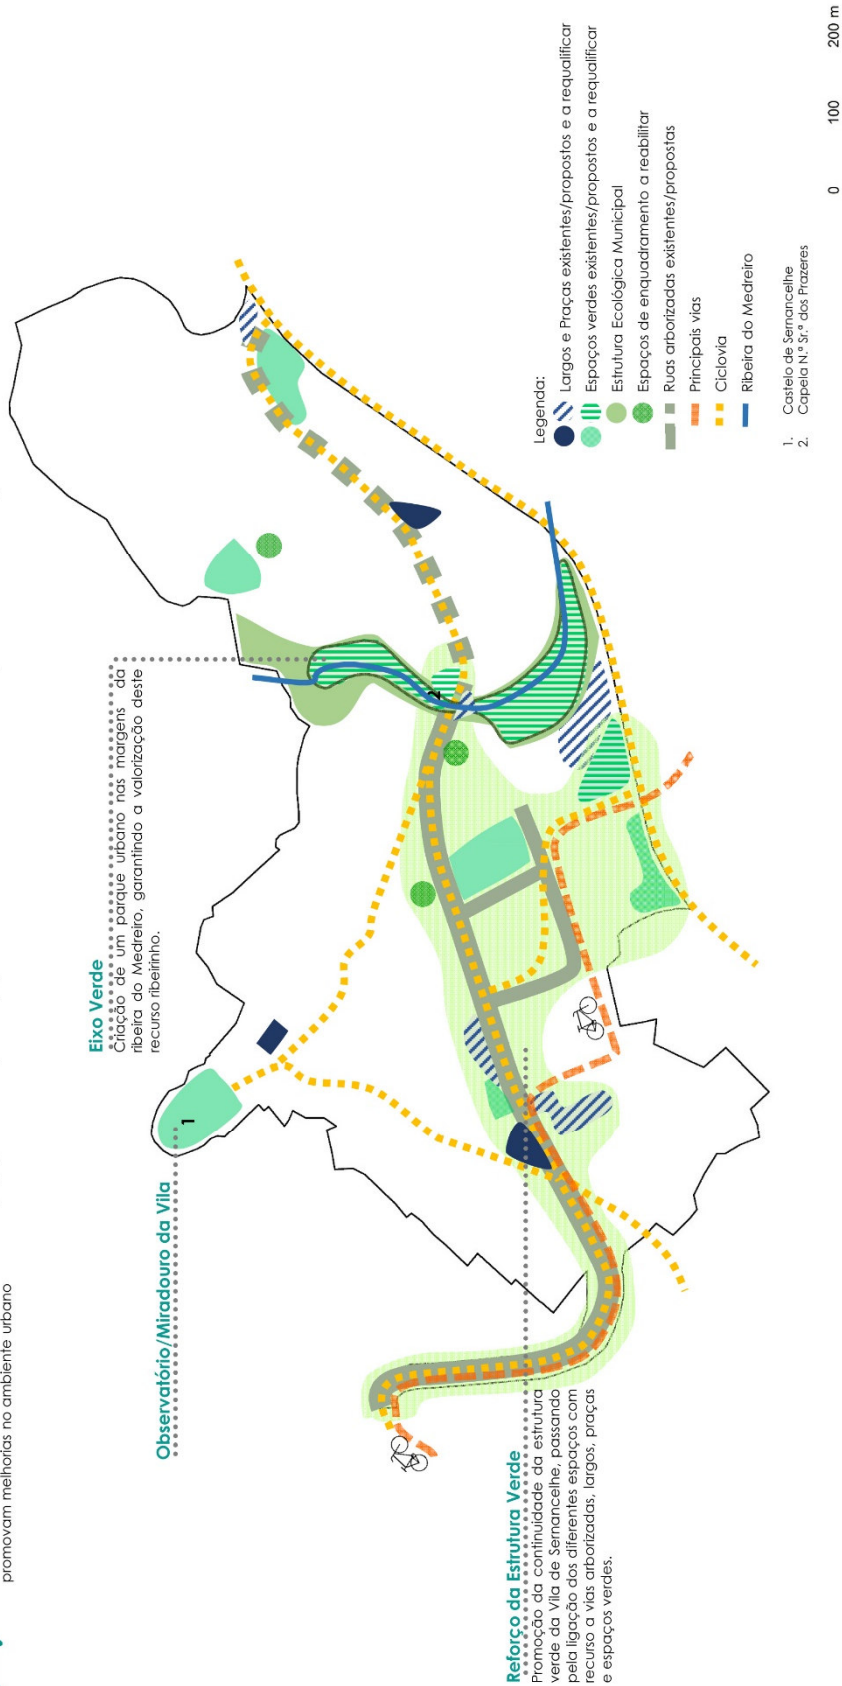 promovam melhorias no ambiente urbano
Observatório/Miradouro da Vila
1
Eixo Verde
Criação de um parque urbano nas margens da
ribeira do Medreiro, garantindo a valorização deste
recurso ribeirinho.
2
Reforço da Estrutura Verde
Promoção da continuidade da estrutura
verde da Vila de Sernancelhe, passando
pela ligação dos diferentes espaços com
recurso a vias arborizadas, largos, praças
e espaços verdes.
Legenda:
Largos e Praças existentes/propostos e a requalificar
Espaços verdes existentes/propostos e a requalificar
Estrutura Ecológica Municipal
Espaços de enquadramento a reabilitar
Ruas arborizadas existentes/propostas
Principais vias
Ciclovia
Ribeira do Medreiro
1. Castelo de Sernancelhe
2. Capela N.ª Sr.ª dos Prazeres
0 100 200 m